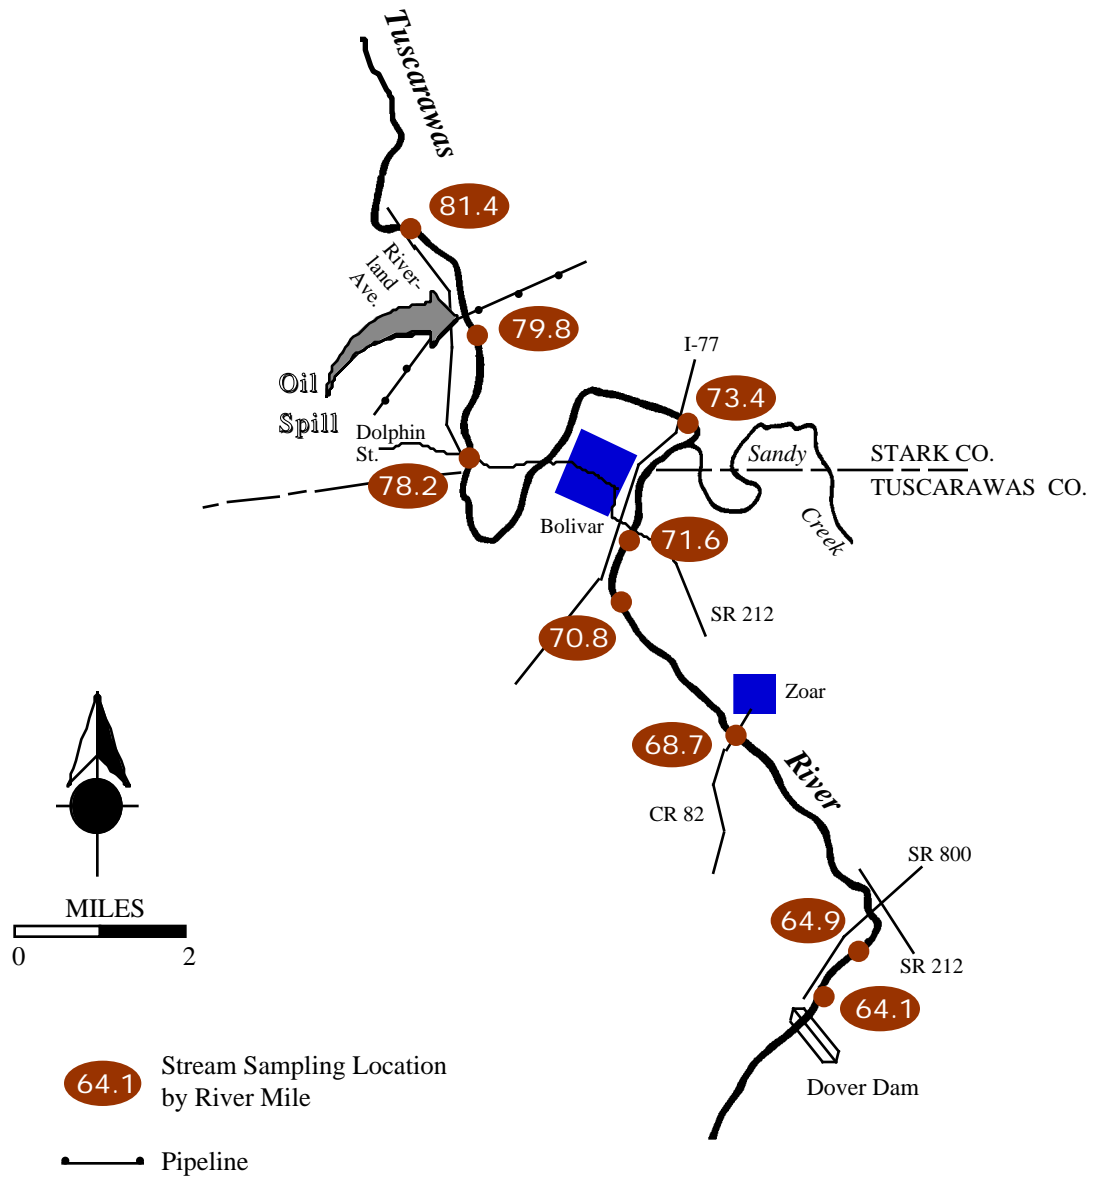 Tuscarawas
81.4
River-
land
Ave.
79.8
Oil
Spill
I-77
73.4
Dolphin
St.
Sandy
Creek
STARK CO.
TUSCARAWAS CO.
78.2
Bolivar
71.6
SR 212
70.8
Zoar
68.7
River
CR 82
SR 800
MILES
0 2
64.9
SR 212
64.1
Dover Dam
64.1
Stream Sampling Location
by River Mile
Pipeline